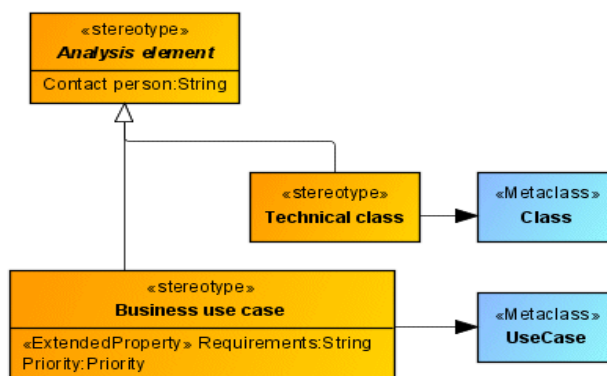 «stereotype»
Analysis element
Contact person:String
«stereotype»
Technical class
«Metaclass»
Class
«stereotype»
Business use case
«ExtendedProperty» Requirements:String
Priority:Priority
«Metaclass»
UseCase